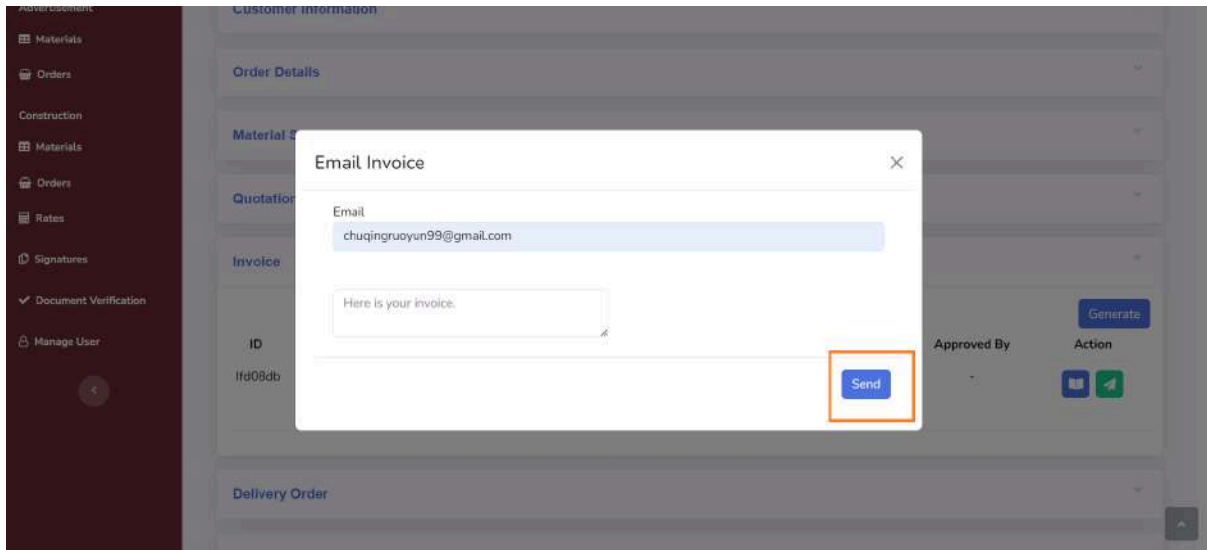 Advertisement
Materials
Orders
Construction
Materials
Orders
Rates
Signatures
Document Verification
Manage User
Customer Information
Order Details
Material S
Quotation
Invoice
Generate
ID
Approved By
Action
Ifd08db
-
Delivery Order
Email Invoice
Email
chuqingruoyun99@gmail.com
Here is your invoice.
Send